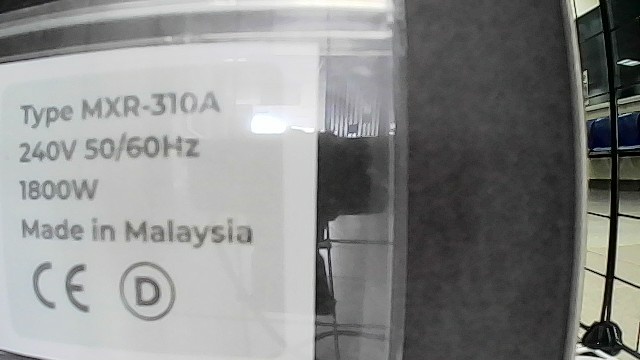 Type MXR-310A
240V 50/60Hz
1800W
Made in Malaysia
CE D